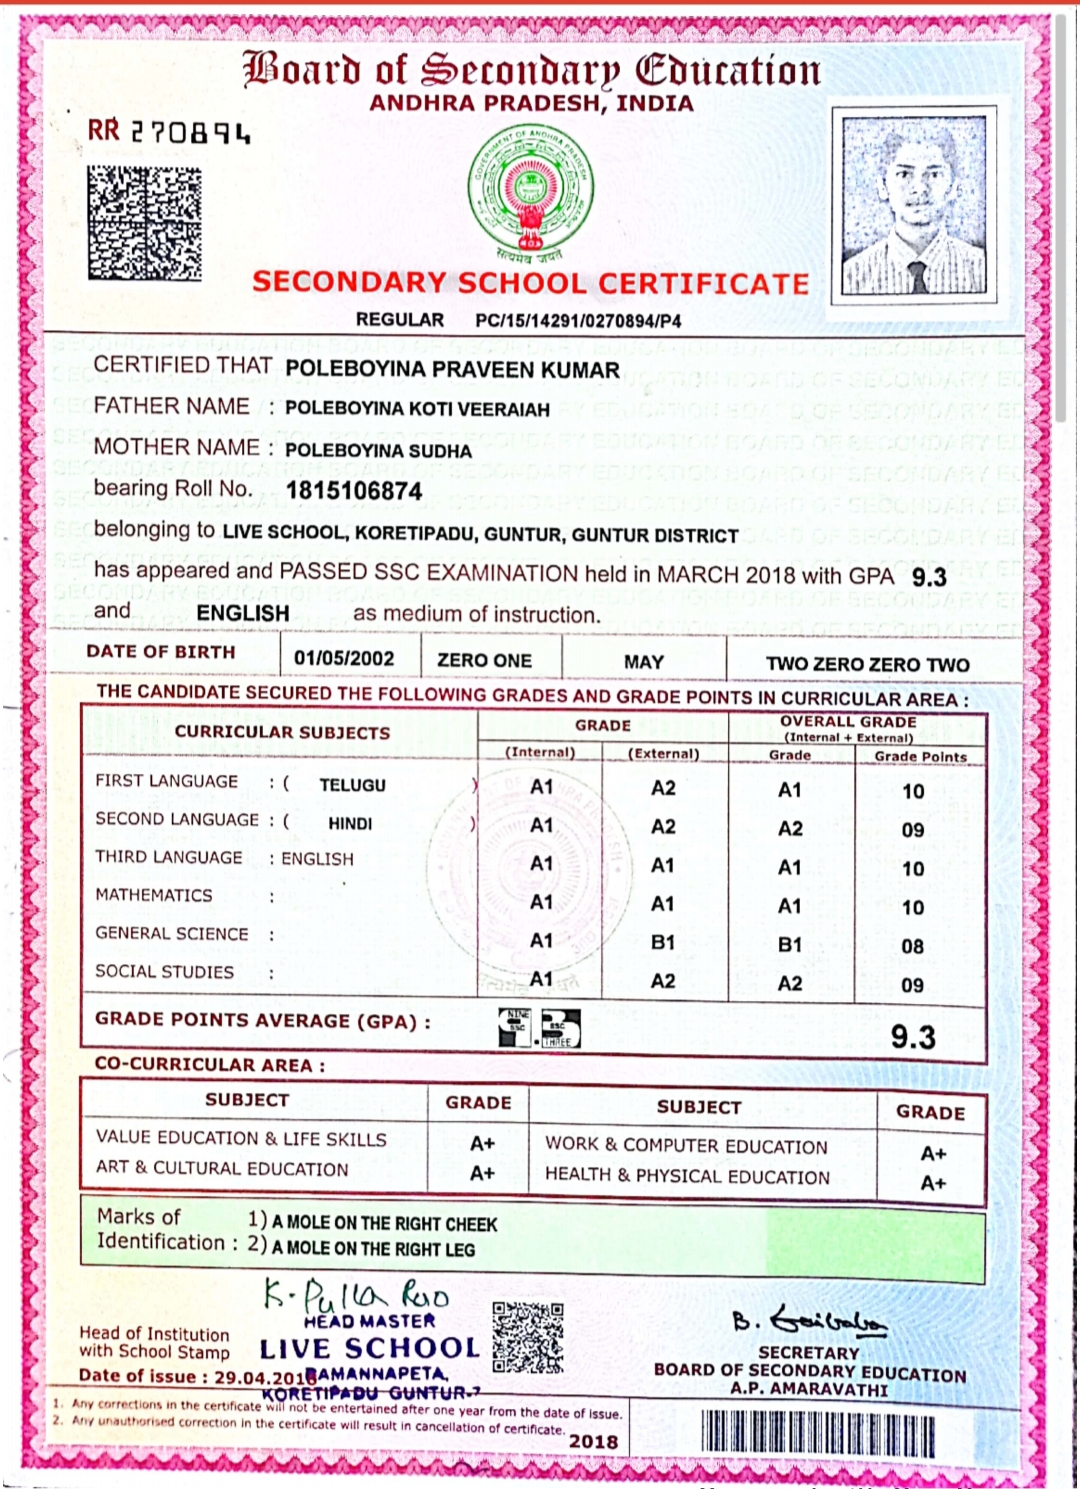 Board of Secondary Education
ANDHRA PRADESH, INDIA
RR 270894
GOVERNMENT OF ANDHRA PRADESH
सत्यमेव जयते
SECONDARY SCHOOL CERTIFICATE
REGULAR PC/15/14291/0270894/P4
CERTIFIED THAT POLEBOYINA PRAVEEN KUMAR
FATHER NAME : POLEBOYINA KOTI VEERAIAH
MOTHER NAME : POLEBOYINA SUDHA
bearing Roll No. 1815106874
belonging to LIVE SCHOOL, KORETIPADU, GUNTUR, GUNTUR DISTRICT
has appeared and PASSED SSC EXAMINATION held in MARCH 2018 with GPA 9.3
and ENGLISH as medium of instruction.
DATE OF BIRTH 01/05/2002 ZERO ONE MAY TWO ZERO ZERO TWO
THE CANDIDATE SECURED THE FOLLOWING GRADES AND GRADE POINTS IN CURRICULAR AREA :
CURRICULAR SUBJECTS GRADE OVERALL GRADE
(Internal + External)
(Internal) (External) Grade Grade Points
FIRST LANGUAGE : ( TELUGU ) A1 A2 A1 10
SECOND LANGUAGE : ( HINDI ) A1 A2 A2 09
THIRD LANGUAGE : ENGLISH A1 A1 A1 10
MATHEMATICS : A1 A1 A1 10
GENERAL SCIENCE : A1 B1 B1 08
SOCIAL STUDIES : A1 A2 A2 09
GRADE POINTS AVERAGE (GPA) : NINE SSC . SSC THREE 9.3
CO-CURRICULAR AREA :
SUBJECT GRADE SUBJECT GRADE
VALUE EDUCATION & LIFE SKILLS A+ WORK & COMPUTER EDUCATION A+
ART & CULTURAL EDUCATION A+ HEALTH & PHYSICAL EDUCATION A+
Marks of 1) A MOLE ON THE RIGHT CHEEK
Identification : 2) A MOLE ON THE RIGHT LEG
K. Pulla Rao
HEAD MASTER
LIVE SCHOOL
RAMANNAPETA,
KORETIPADU GUNTUR-7
Head of Institution
with School Stamp
Date of issue : 29.04.2018
B. Saibaba
SECRETARY
BOARD OF SECONDARY EDUCATION
A.P. AMARAVATHI
1. Any corrections in the certificate will not be entertained after one year from the date of issue.
2. Any unauthorised correction in the certificate will result in cancellation of certificate.
2018